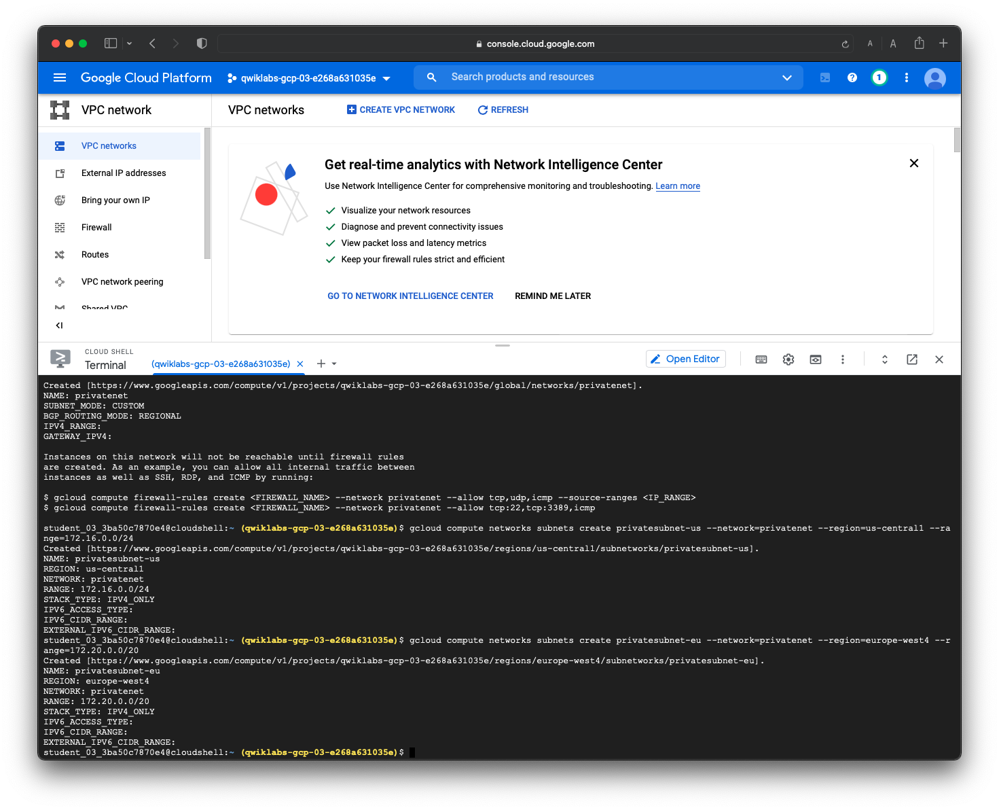 console.cloud.google.com
A
A
Google Cloud Platform
qwiklabs-gcp-03-e268a631035e
Search products and resources
1
VPC network
VPC networks
CREATE VPC NETWORK
REFRESH
VPC networks
External IP addresses
Bring your own IP
Firewall
Routes
VPC network peering
Shared VPC
Get real-time analytics with Network Intelligence Center
Use Network Intelligence Center for comprehensive monitoring and troubleshooting. Learn more
Visualize your network resources
Diagnose and prevent connectivity issues
View packet loss and latency metrics
Keep your firewall rules strict and efficient
GO TO NETWORK INTELLIGENCE CENTER
REMIND ME LATER
CLOUD SHELL
Terminal
(qwiklabs-gcp-03-e268a631035e)
Open Editor
Created [https://www.googleapis.com/compute/v1/projects/qwiklabs-gcp-03-e268a631035e/global/networks/privatenet].
NAME: privatenet
SUBNET_MODE: CUSTOM
BGP_ROUTING_MODE: REGIONAL
IPV4_RANGE:
GATEWAY_IPV4:
Instances on this network will not be reachable until firewall rules
are created. As an example, you can allow all internal traffic between
instances as well as SSH, RDP, and ICMP by running:
$ gcloud compute firewall-rules create <FIREWALL_NAME> --network privatenet --allow tcp,udp,icmp --source-ranges <IP_RANGE>
$ gcloud compute firewall-rules create <FIREWALL_NAME> --network privatenet --allow tcp:22,tcp:3389,icmp
student_03_3ba50c7870e4@cloudshell:~ (qwiklabs-gcp-03-e268a631035e)$ gcloud compute networks subnets create privatesubnet-us --network=privatenet --region=us-central1 --ra
nge=172.16.0.0/24
Created [https://www.googleapis.com/compute/v1/projects/qwiklabs-gcp-03-e268a631035e/regions/us-central1/subnetworks/privatesubnet-us].
NAME: privatesubnet-us
REGION: us-central1
NETWORK: privatenet
RANGE: 172.16.0.0/24
STACK_TYPE: IPV4_ONLY
IPV6_ACCESS_TYPE:
IPV6_CIDR_RANGE:
EXTERNAL_IPV6_CIDR_RANGE:
student_03_3ba50c7870e4@cloudshell:~ (qwiklabs-gcp-03-e268a631035e)$ gcloud compute networks subnets create privatesubnet-eu --network=privatenet --region=europe-west4 --r
ange=172.20.0.0/20
Created [https://www.googleapis.com/compute/v1/projects/qwiklabs-gcp-03-e268a631035e/regions/europe-west4/subnetworks/privatesubnet-eu].
NAME: privatesubnet-eu
REGION: europe-west4
NETWORK: privatenet
RANGE: 172.20.0.0/20
STACK_TYPE: IPV4_ONLY
IPV6_ACCESS_TYPE:
IPV6_CIDR_RANGE:
EXTERNAL_IPV6_CIDR_RANGE:
student_03_3ba50c7870e4@cloudshell:~ (qwiklabs-gcp-03-e268a631035e)$